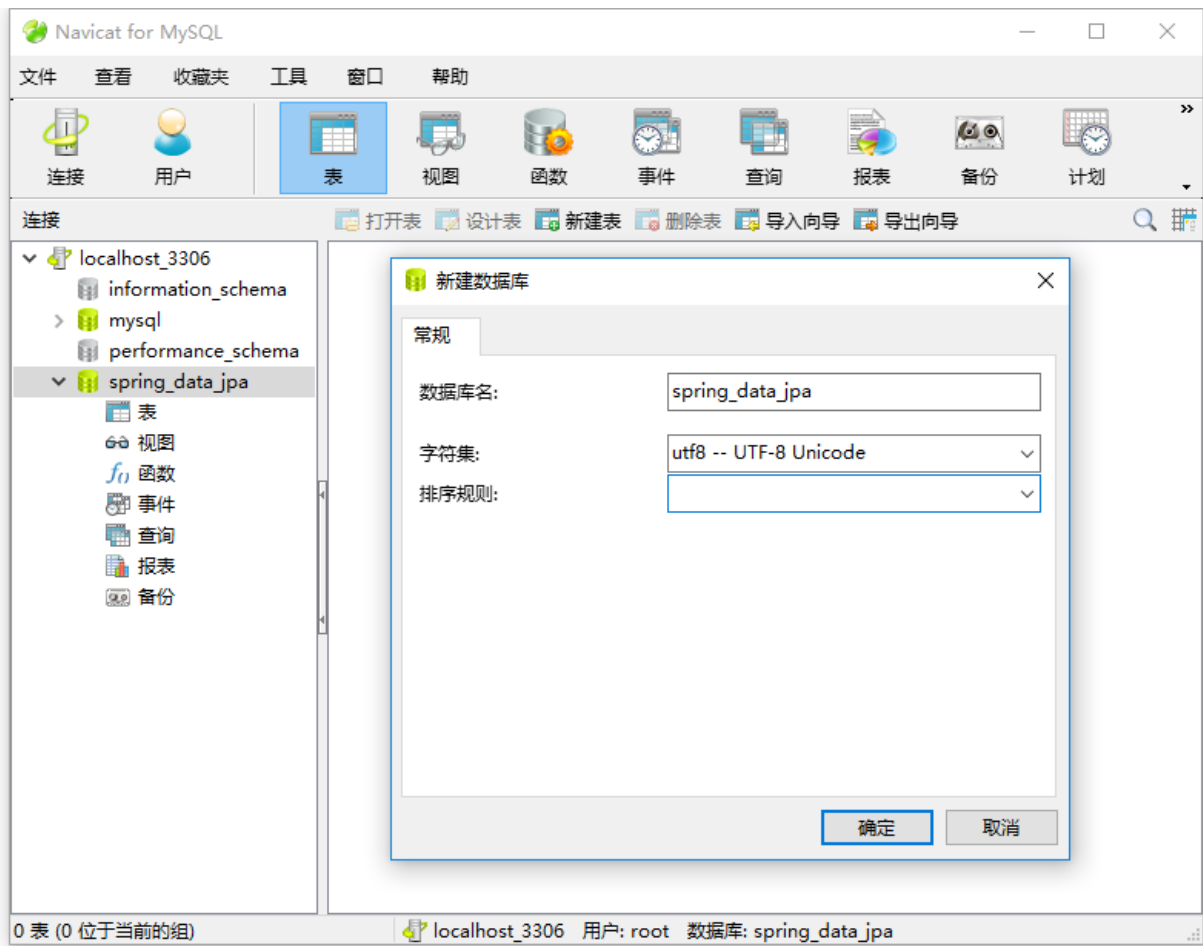 Navicat for MySQL
文件 查看 收藏夹 工具 窗口 帮助
连接 用户 表 视图 函数 事件 查询 报表 备份 计划
连接 打开表 设计表 新建表 删除表 导入向导 导出向导
localhost_3306
information_schema
mysql
performance_schema
spring_data_jpa
表
视图
函数
事件
查询
报表
备份
新建数据库
常规
数据库名: spring_data_jpa
字符集: utf8 -- UTF-8 Unicode
排序规则:
确定 取消
0 表 (0 位于当前的组) localhost_3306 用户: root 数据库: spring_data_jpa